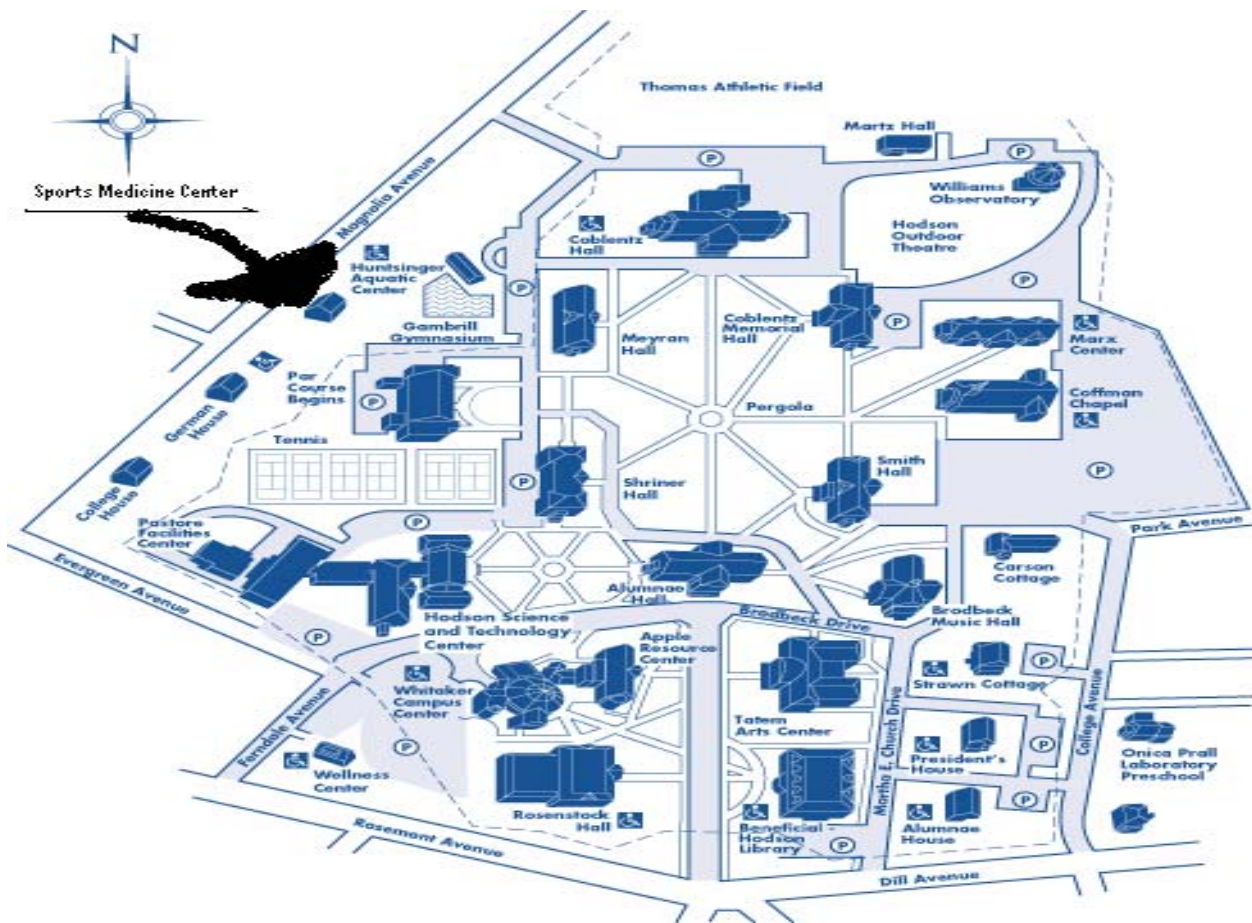 N
Sports Medicine Center
Thomas Athletic Field
Martz Hall
P
P
Magnolia Avenue
Williams
Observatory
Hodson
Outdoor
Theatre
Coblentz
Hall
Huntsinger
Aquatic
Center
P
P
Gambrill
Gymnasium
Meyran
Hall
Coblentz
Memorial
Hall
P
Marx
Center
Par
Course
Begins
P
German
House
Pergola
Coffman
Chapel
Tennis
College
House
P
Shriner
Hall
Smith
Hall
P
Pastore
Facilities
Center
P
Park Avenue
Evergreen Avenue
Carson
Cottage
Alumnae
Hall
Brodbeck Drive
Brodbeck
Music Hall
Hodson Science
and Technology
Center
P
Apple
Resource
Center
Whitaker
Campus
Center
Strawn Cottage
P
Ferndale Avenue
Tatem
Arts Center
Martha E. Church Drive
College Avenue
P
President's
House
P
Onica Prall
Laboratory
Preschool
Wellness
Center
P
Rosenstock
Hall
Beneficial-
Hodson
Library
P
Alumnae
House
P
Rosemont Avenue
Dill Avenue